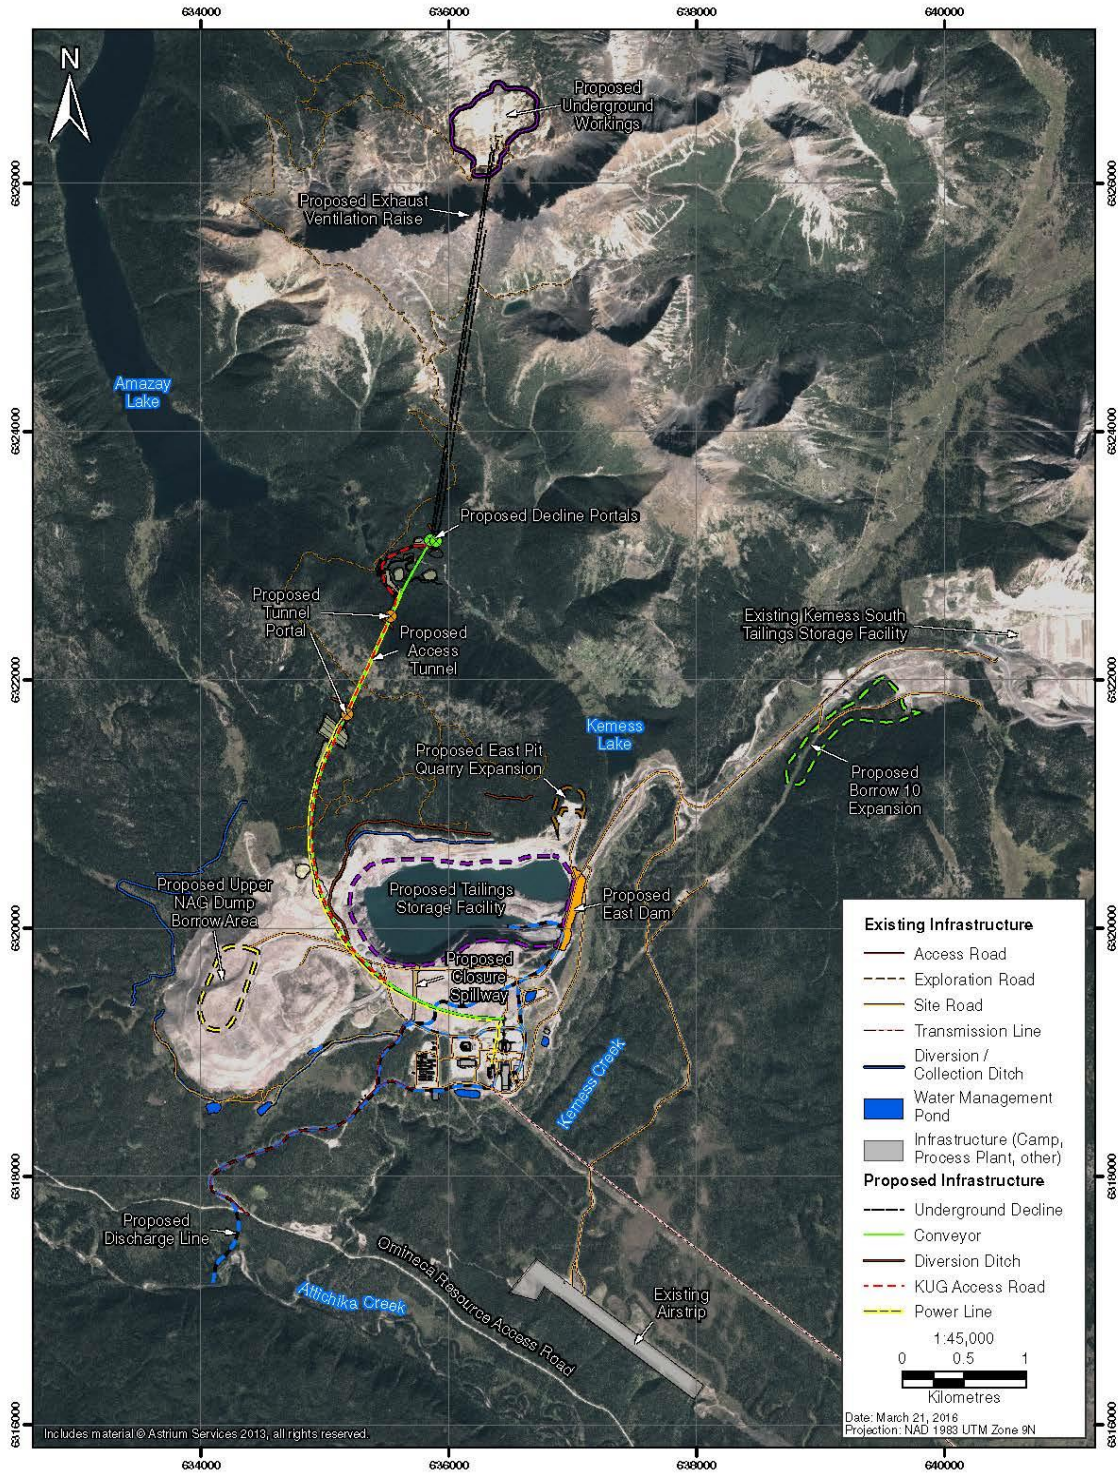 634000
636000
638000
640000
N
Proposed
Underground
Workings
6326000
6326000
Proposed Exhaust
Ventilation Raise
Amazay
Lake
6324000
6324000
Proposed Decline Portals
Proposed
Tunnel
Portal
Proposed
Access
Tunnel
Existing Kemess South
Tailings Storage Facility
6322000
6322000
Kemess
Lake
Proposed East Pit
Quarry Expansion
Proposed
Borrow 10
Expansion
Proposed Upper
NAG Dump
Borrow Area
Proposed Tailings
Storage Facility
Proposed
East Dam
6320000
6320000
Proposed
Closure
Spillway
Kemess Creek
6318000
6318000
Proposed
Discharge Line
Omineca Resource Access Road
Attichika Creek
Existing
Airstrip
6316000
6316000
Existing Infrastructure
Access Road
Exploration Road
Site Road
Transmission Line
Diversion /
Collection Ditch
Water Management
Pond
Infrastructure (Camp,
Process Plant, other)
Proposed Infrastructure
Underground Decline
Conveyor
Diversion Ditch
KUG Access Road
Power Line
1:45,000
0 0.5 1
Kilometres
Date: March 21, 2016
Projection: NAD 1983 UTM Zone 9N
Includes material © Astrium Services 2013, all rights reserved.
634000
636000
638000
640000